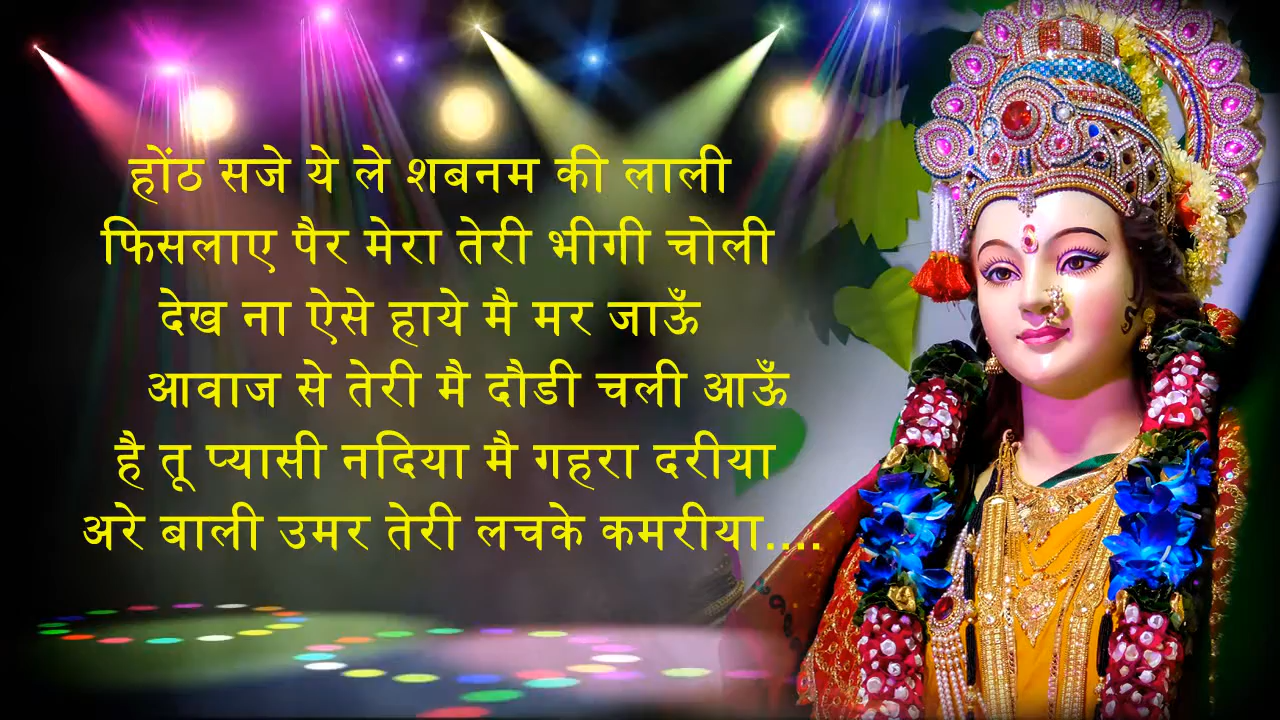 होंठ सजे ये ले शबनम की लाली
फिसलाए पैर मेरा तेरी भीगी चोली
देख ना ऐसे हाये मै मर जाऊँ
आवाज से तेरी मै दौडी चली आऊँ
है तू प्यासी नदिया मै गहरा दरीया
अरे बाली उमर तेरी लचके कमरीया....